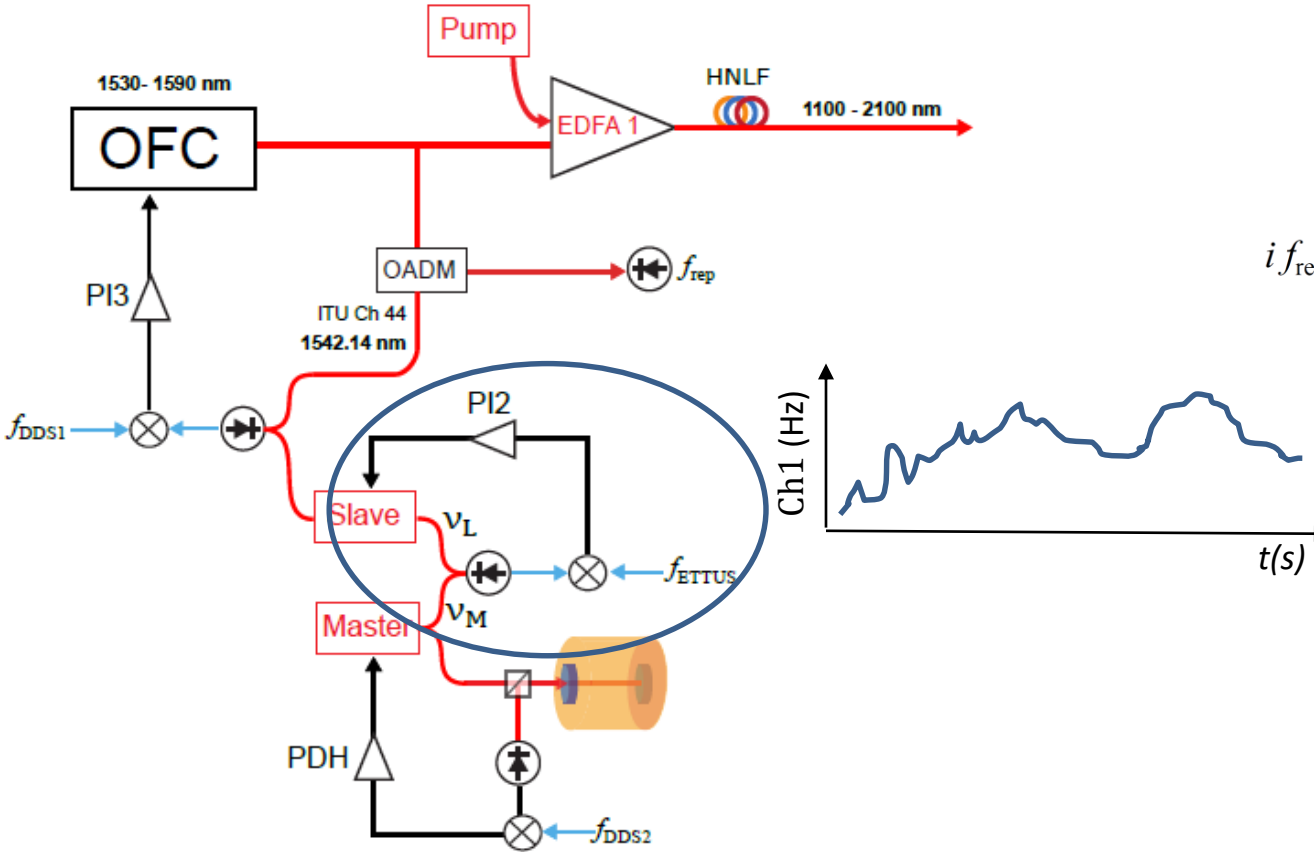 Pump
1530- 1590 nm
HNLF
OFC
EDFA 1
1100 - 2100 nm
OADM
f_rep
i f_re
PI3
ITU Ch 44
1542.14 nm
PI2
f_DDS1
Ch1 (Hz)
Slave
ν_L
f_ETTUS
t(s)
ν_M
Master
PDH
f_DDS2